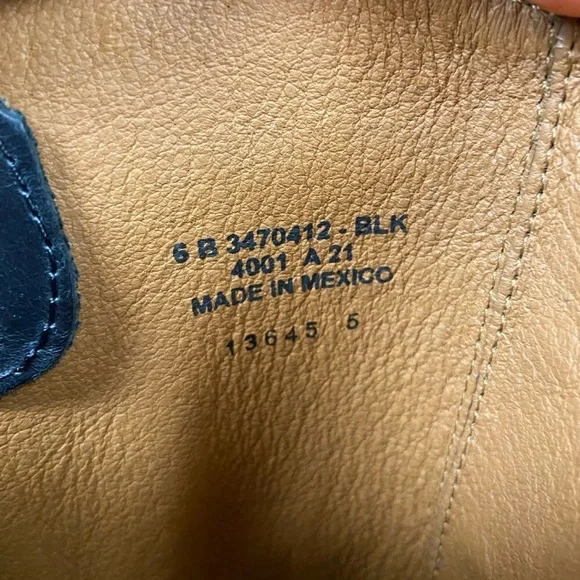 6 B 3470412 - BLK
4001 A 21
MADE IN MEXICO
13645 5